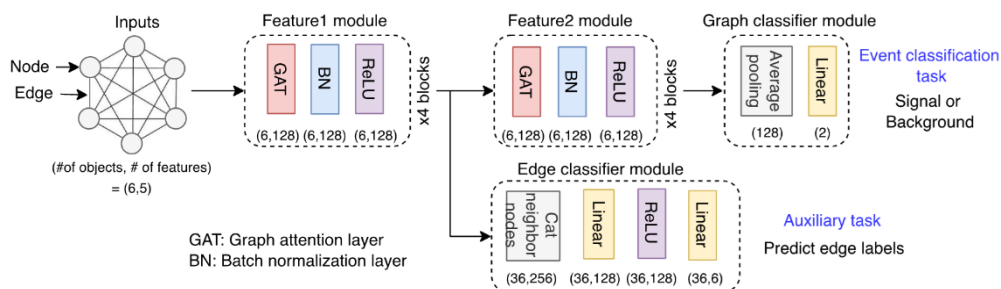 Inputs
Node
Edge
(#of objects, # of features)
= (6,5)
Feature1 module
GAT
BN
ReLU
(6,128) (6,128) (6,128)
x4 blocks
Feature2 module
GAT
BN
ReLU
(6,128) (6,128) (6,128)
x4 blocks
Graph classifier module
Average
pooling
Linear
(128)
(2)
Event classification
task
Signal or
Background
Edge classifier module
Cat
neighbor
nodes
Linear
ReLU
Linear
(36,256) (36,128) (36,128) (36,6)
Auxiliary task
Predict edge labels
GAT: Graph attention layer
BN: Batch normalization layer